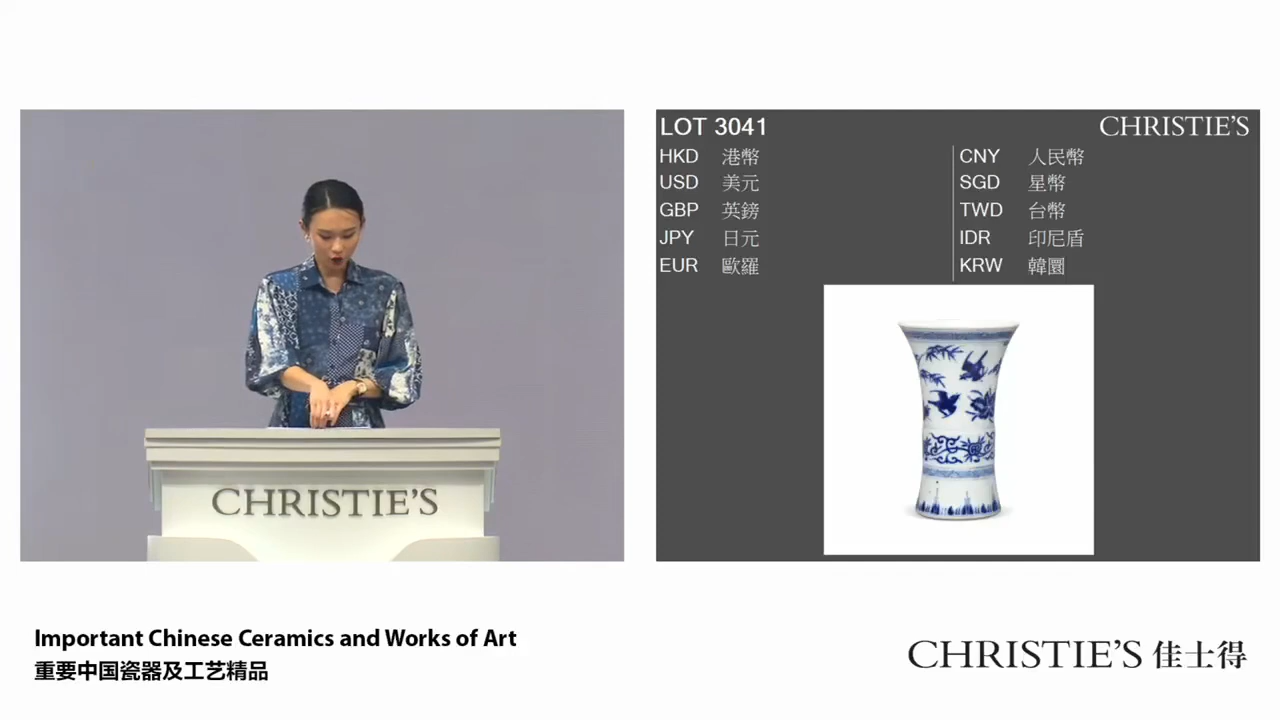 CHRISTIE'S
LOT 3041
CHRISTIE'S
HKD 港幣
USD 美元
GBP 英鎊
JPY 日元
EUR 歐羅
CNY 人民幣
SGD 星幣
TWD 台幣
IDR 印尼盾
KRW 韓圜
Important Chinese Ceramics and Works of Art
重要中国瓷器及工艺精品
CHRISTIE'S 佳士得